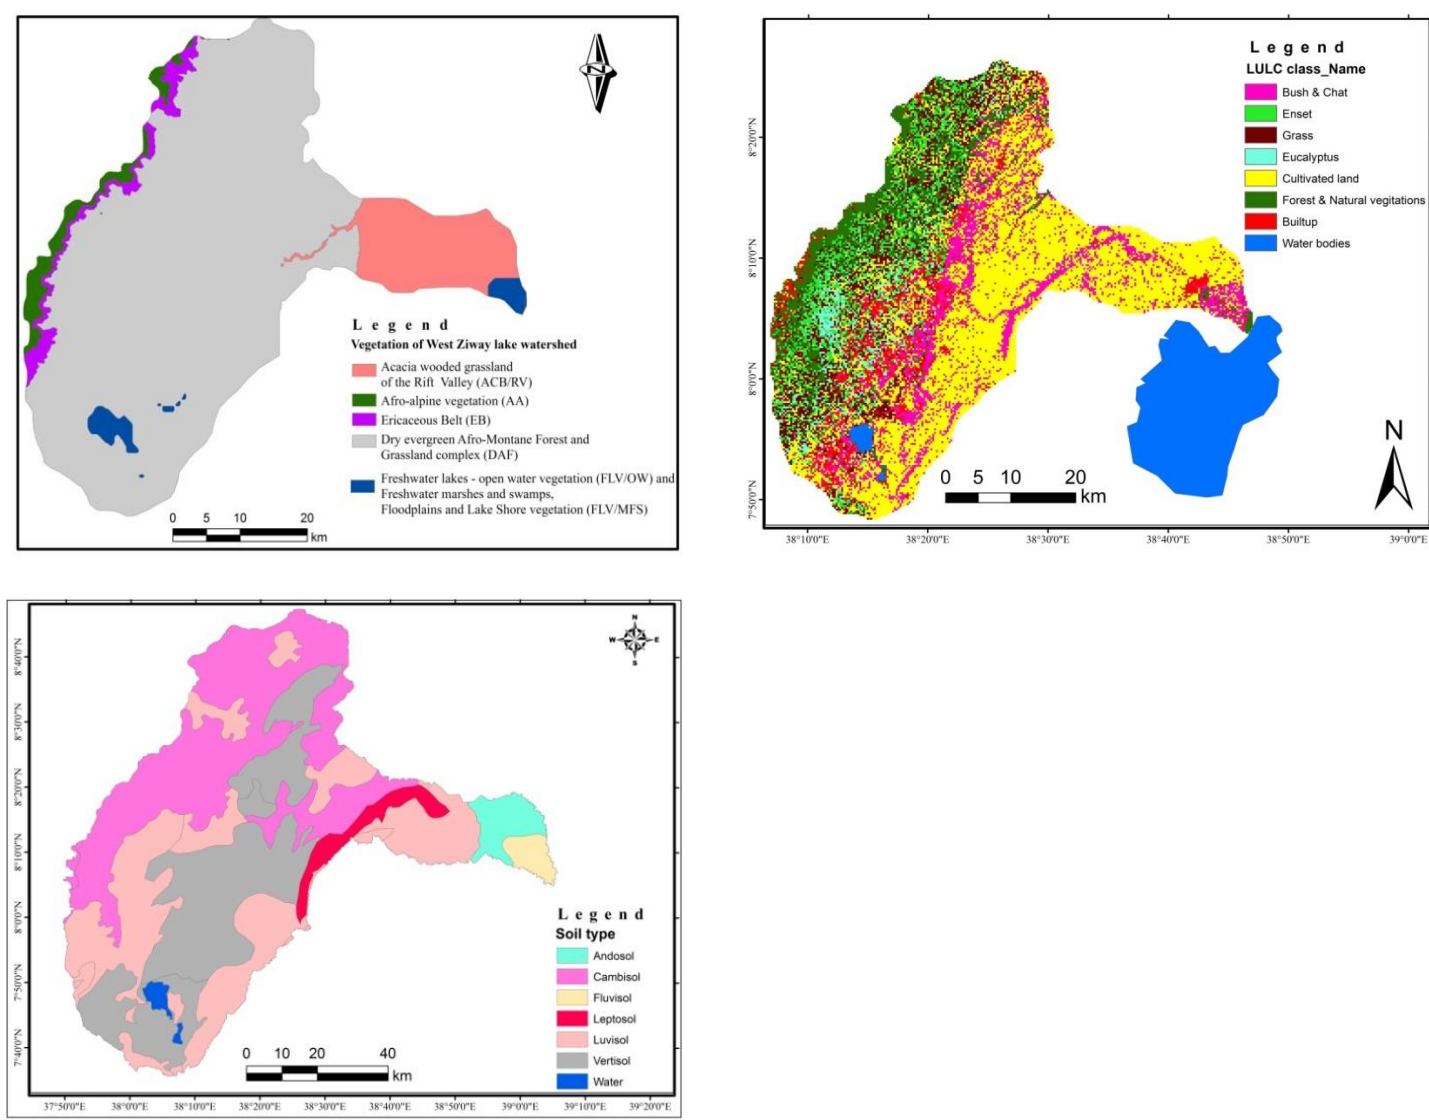 N
L e g e n d
Vegetation of West Ziway lake watershed
Acacia wooded grassland
of the Rift Valley (ACB/RV)
Afro-alpine vegetation (AA)
Ericaceous Belt (EB)
Dry evergreen Afro-Montane Forest and
Grassland complex (DAF)
Freshwater lakes - open water vegetation (FLV/OW) and
Freshwater marshes and swamps,
Floodplains and Lake Shore vegetation (FLV/MFS)
0 5 10 20
km
L e g e n d
LULC class_Name
Bush & Chat
Enset
Grass
Eucalyptus
Cultivated land
Forest & Natural vegitations
Builtup
Water bodies
8°20'0"N
8°10'0"N
8°0'0"N
7°50'0"N
N
0 5 10 20
km
38°10'0"E 38°20'0"E 38°30'0"E 38°40'0"E 38°50'0"E 39°0'0"E
N
W E
S
8°40'0"N
8°30'0"N
8°20'0"N
8°10'0"N
8°0'0"N
7°50'0"N
7°40'0"N
L e g e n d
Soil type
Andosol
Cambisol
Fluvisol
Leptosol
Luvisol
Vertisol
Water
0 10 20 40
km
37°50'0"E 38°0'0"E 38°10'0"E 38°20'0"E 38°30'0"E 38°40'0"E 38°50'0"E 39°0'0"E 39°10'0"E 39°20'0"E